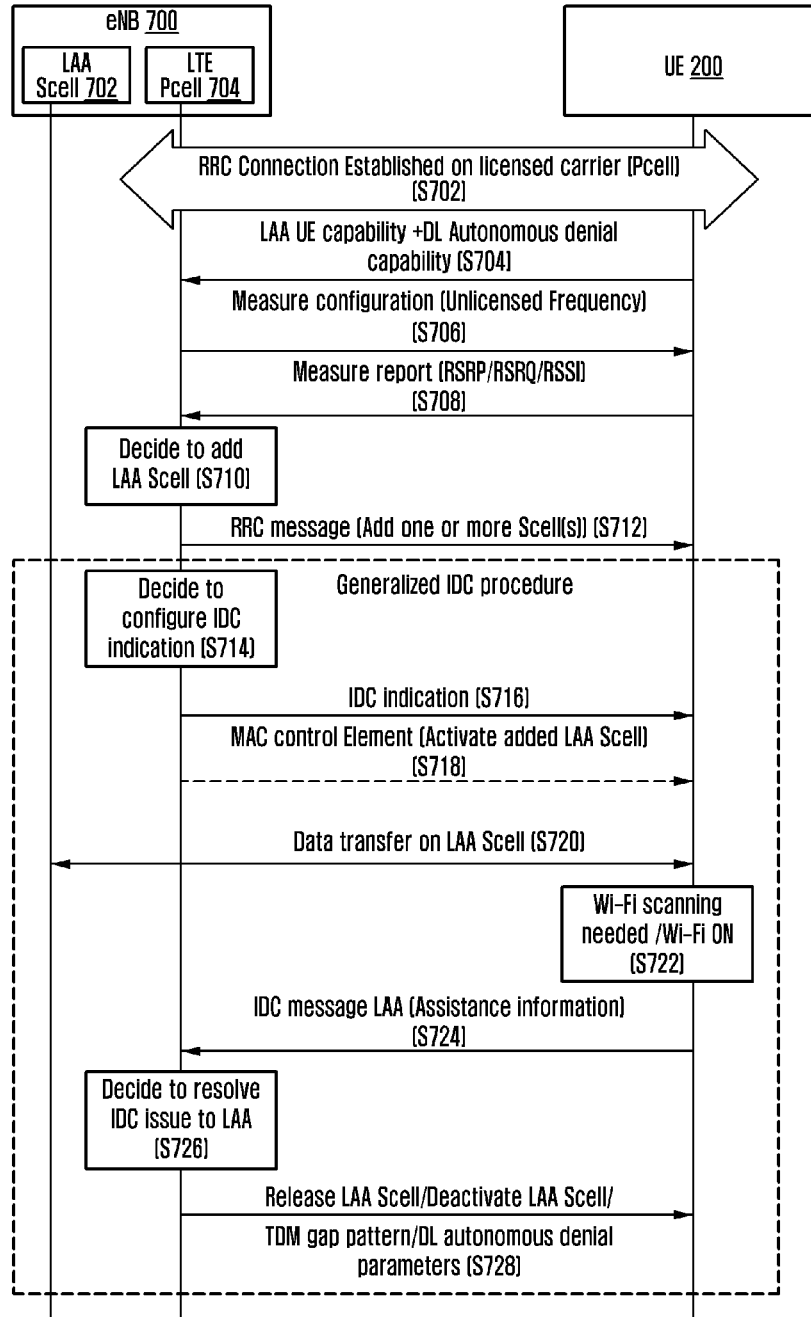 eNB 700
LAA
Scell 702
LTE
Pcell 704
UE 200
RRC Connection Established on licensed carrier (Pcell)
(S702)
LAA UE capability +DL Autonomous denial
capability (S704)
Measure configuration (Unlicensed Frequency)
(S706)
Measure report (RSRP/RSRQ/RSSI)
(S708)
Decide to add
LAA Scell (S710)
RRC message (Add one or more Scell(s)) (S712)
Generalized IDC procedure
Decide to
configure IDC
indication (S714)
IDC indication (S716)
MAC control Element (Activate added LAA Scell)
(S718)
Data transfer on LAA Scell (S720)
Wi-Fi scanning
needed /Wi-Fi ON
(S722)
IDC message LAA (Assistance information)
(S724)
Decide to resolve
IDC issue to LAA
(S726)
Release LAA Scell/Deactivate LAA Scell/
TDM gap pattern/DL autonomous denial
parameters (S728)